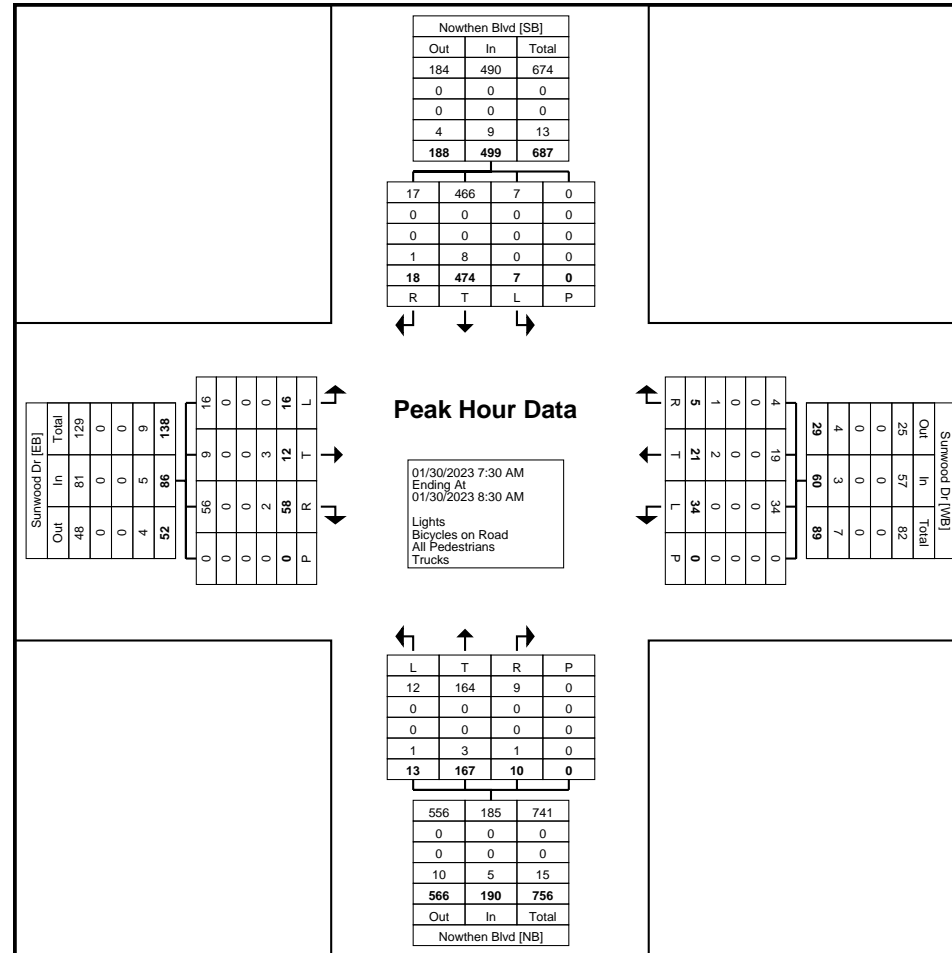 Nowthen Blvd [SB]
Out In Total
184 490 674
0 0 0
0 0 0
4 9 13
188 499 687
17 466 7 0
0 0 0 0
0 0 0 0
1 8 0 0
18 474 7 0
R T L P
Sunwood Dr [EB]
Total In Out
129 81 48
0 0 0
0 0 0
9 5 4
138 86 52
16 9 56 0
0 0 0 0
0 0 0 0
0 3 2 0
16 12 58 0
L T R P
Peak Hour Data
01/30/2023 7:30 AM
Ending At
01/30/2023 8:30 AM
Lights
Bicycles on Road
All Pedestrians
Trucks
R T L P
5 21 34 0
1 2 0 0
0 0 0 0
0 0 0 0
4 19 34 0
29 60 89
4 3 7
0 0 0
0 0 0
25 57 82
Out In Total
Sunwood Dr [WB]
L T R P
12 164 9 0
0 0 0 0
0 0 0 0
1 3 1 0
13 167 10 0
556 185 741
0 0 0
0 0 0
10 5 15
566 190 756
Out In Total
Nowthen Blvd [NB]